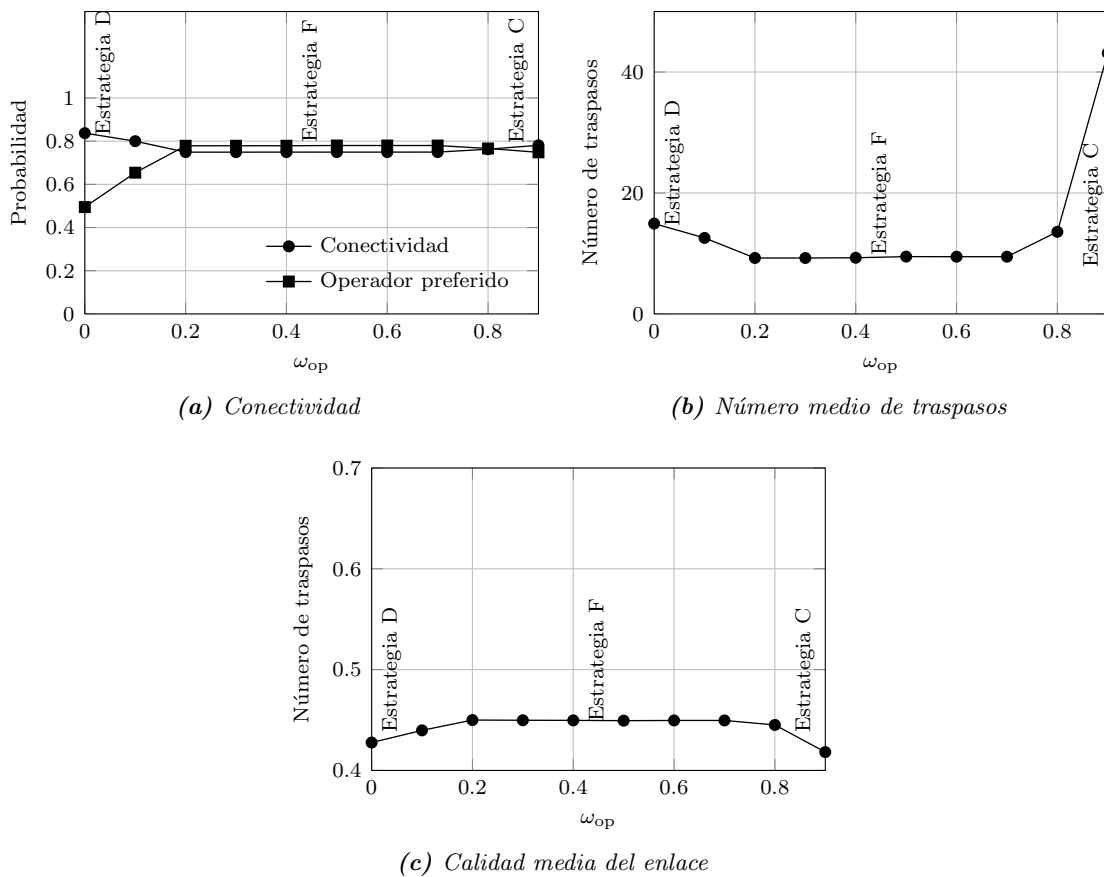 Probabilidad
1
0.8
0.6
0.4
0.2
0
Estrategia D
Estrategia F
Estrategia C
Conectividad
Operador preferido
0 0.2 0.4 0.6 0.8
ω_op
(a) Conectividad
Número de traspasos
40
20
0
Estrategia D
Estrategia F
Estrategia C
0 0.2 0.4 0.6 0.8
ω_op
(b) Número medio de traspasos
Número de traspasos
0.7
0.6
0.5
0.4
Estrategia D
Estrategia F
Estrategia C
0 0.2 0.4 0.6 0.8
ω_op
(c) Calidad media del enlace